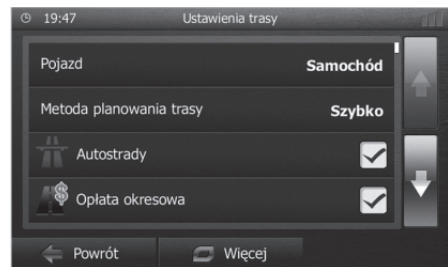 19:47 Ustawienia trasy
Pojazd Samochód
Metoda planowania trasy Szybko
Autostrady
Opłata okresowa
Powrót Więcej